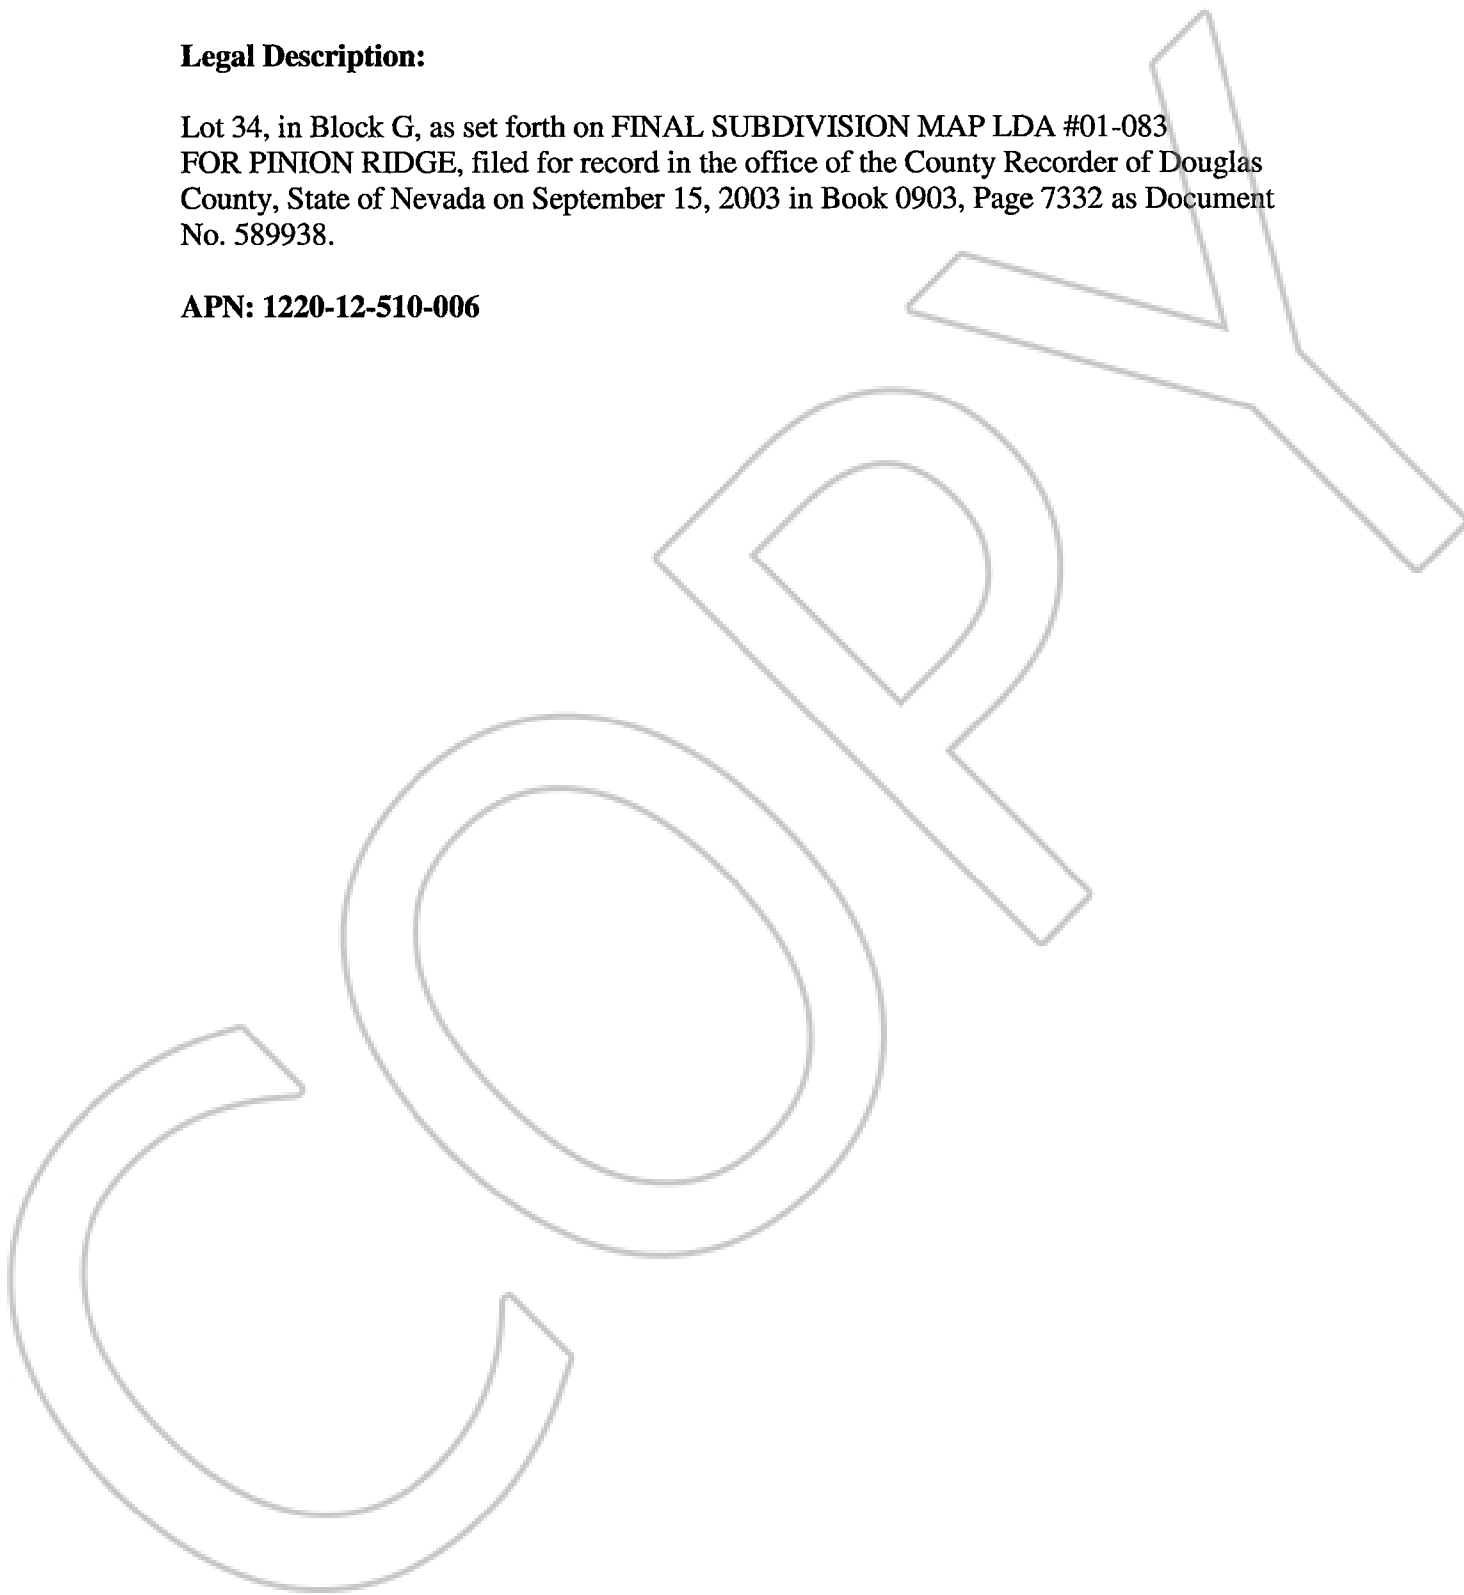 Legal Description:
Lot 34, in Block G, as set forth on FINAL SUBDIVISION MAP LDA #01-083
FOR PINION RIDGE, filed for record in the office of the County Recorder of Douglas
County, State of Nevada on September 15, 2003 in Book 0903, Page 7332 as Document
No. 589938.
APN: 1220-12-510-006
COPY